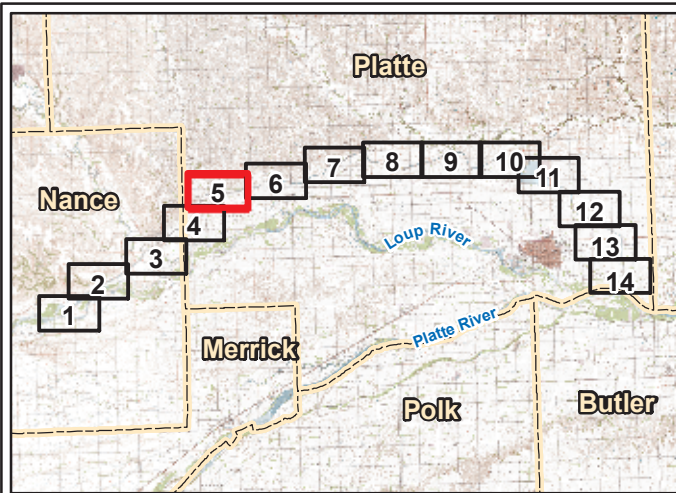 Platte
7
8
9
10
6
11
5
Nance
12
4
Loup River
13
3
2
14
1
Platte River
Merrick
Polk
Butler